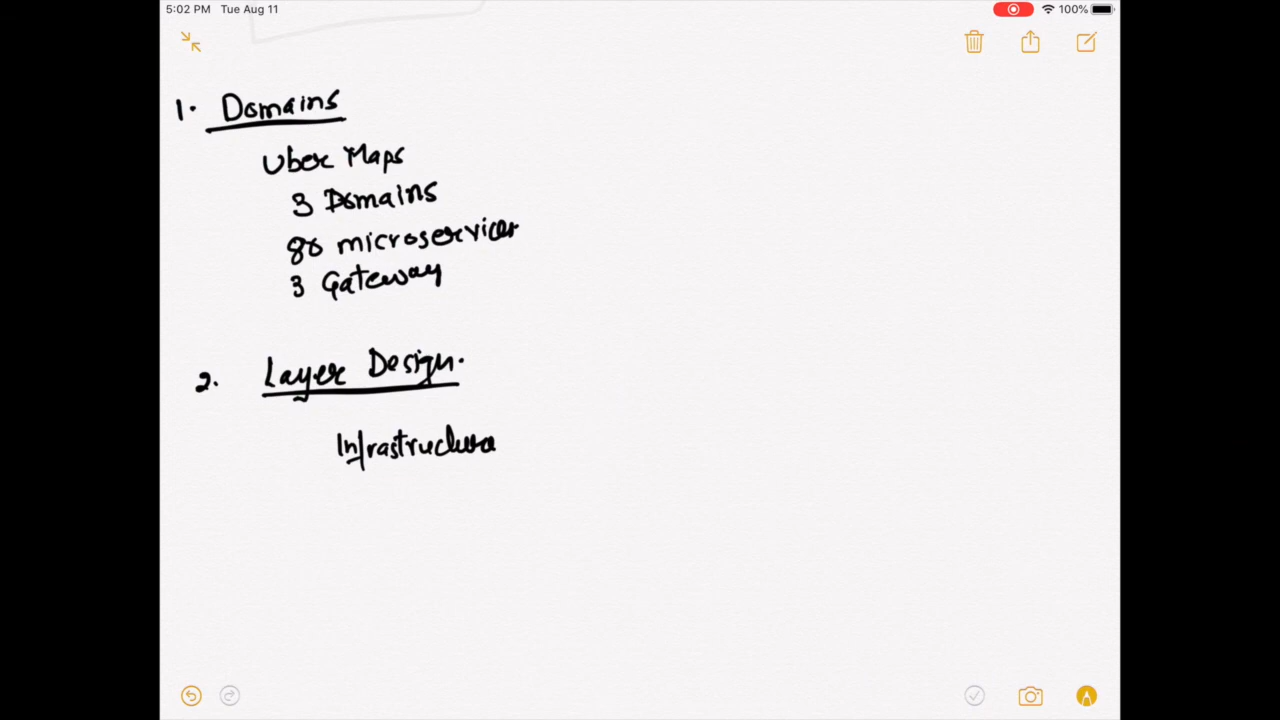 5:02 PM Tue Aug 11
100%
1. Domains
Uber Maps
3 Domains
80 microservices
3 Gateway
2. Layer Design.
Infrastructure